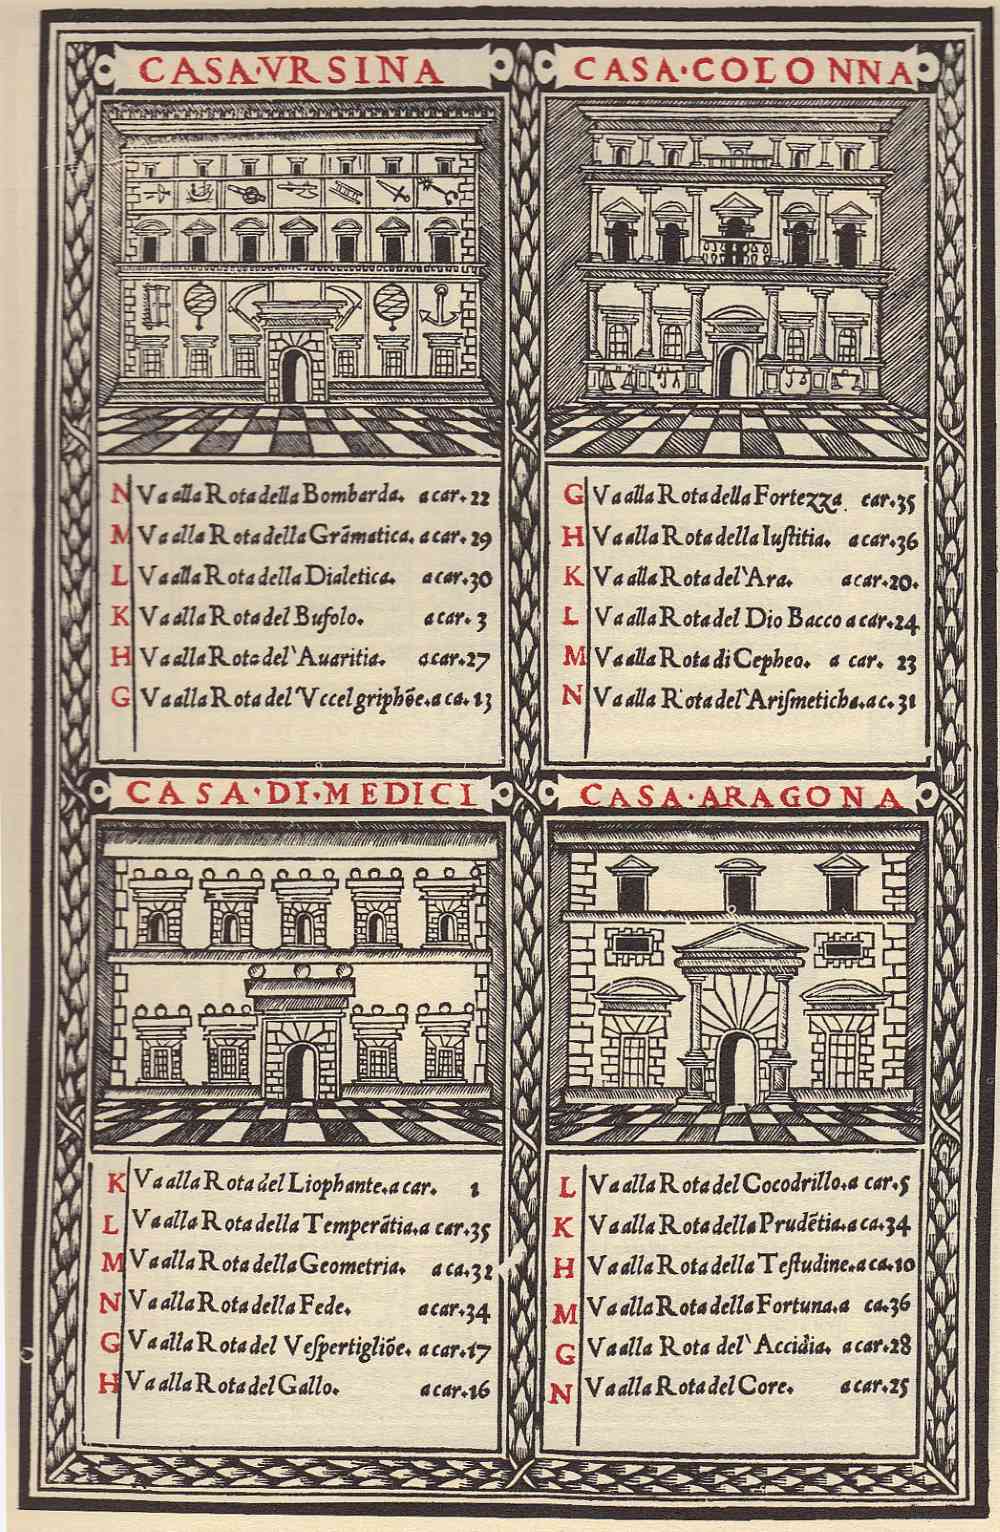 CASA·VRSINA
N Va alla Rota della Bombarda. a car. 22
M Va alla Rota della Grãmatica. a car. 29
L Va alla Rota della Dialetica. a car. 30
K Va alla Rota del Bufolo. a car. 3
H Va alla Rota del'Auaritia. a car. 27
G Va alla Rota del'Vccel griphõe. a ca. 13
CASA·COLONNA
G Va alla Rota della Fortezza. car. 35
H Va alla Rota della Iuſtitia. a car. 36
K Va alla Rota del'Ara. a car. 20.
L Va alla Rota del Dio Bacco a car. 24
M Va alla Rota di Cepheo. a car. 23
N Va alla Rota del'Ariſmeticha. a c. 31
CASA·DI·MEDICI
K Va alla Rota del Liophante. a car. 1
L Va alla Rota della Temperãtia. a car. 35
M Va alla Rota della Geometria. a ca. 32
N Va alla Rota della Fede. a car. 34
G Va alla Rota del Veſpertigliõe. a car. 17
H Va alla Rota del Gallo. a car. 16
CASA·ARAGONA
L Va alla Rota del Cocodrillo. a car. 5
K Va alla Rota della Prudẽtia. a ca. 34
H Va alla Rota della Teſtudine. a ca. 10
M Va alla Rota della Fortuna. a ca. 36
G Va alla Rota del'Accidia. a car. 28
N Va alla Rota del Core. a car. 25